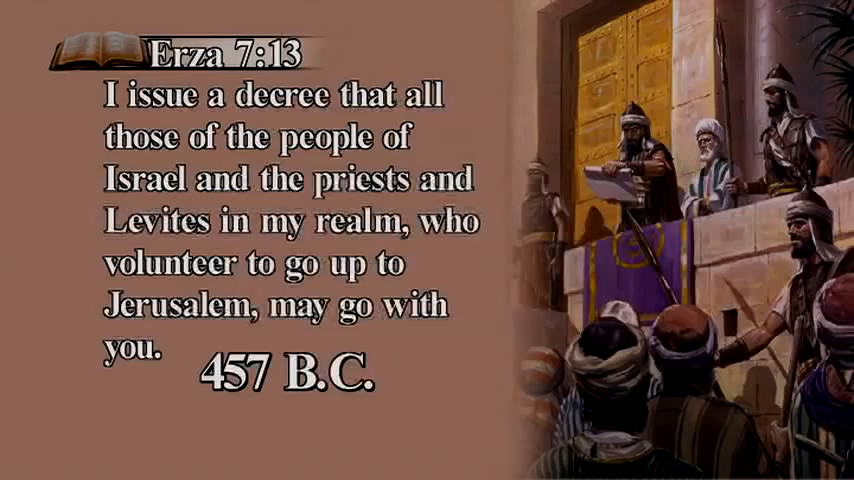 Erza 7:13
I issue a decree that all
those of the people of
Israel and the priests and
Levites in my realm, who
volunteer to go up to
Jerusalem, may go with
you.
457 B.C.